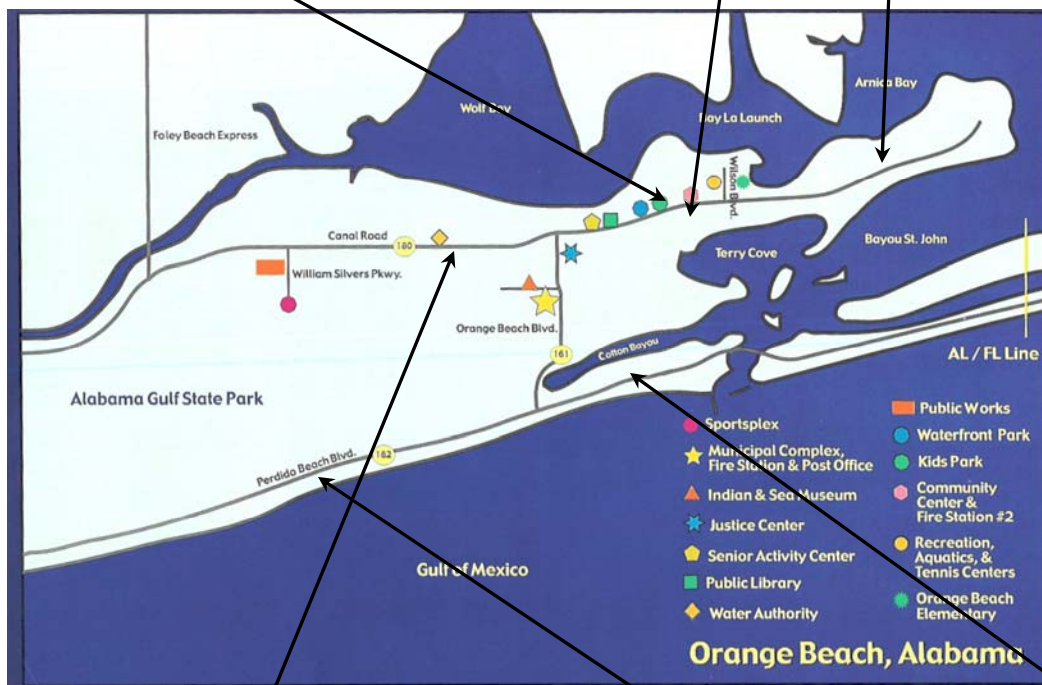 Arnica Bay
Wolf Bay
Bay La Launch
Foley Beach Express
Wilson Blvd.
Canal Road
180
Terry Cove
Bayou St. John
William Silvers Pkwy.
Orange Beach Blvd.
161
Cotton Bayou
AL / FL Line
Alabama Gulf State Park
Perdido Beach Blvd.
182
Gulf of Mexico
Sportsplex
Municipal Complex,
Fire Station & Post Office
Indian & Sea Museum
Justice Center
Senior Activity Center
Public Library
Water Authority
Public Works
Waterfront Park
Kids Park
Community
Center &
Fire Station #2
Recreation,
Aquatics, &
Tennis Centers
Orange Beach
Elementary
Orange Beach, Alabama